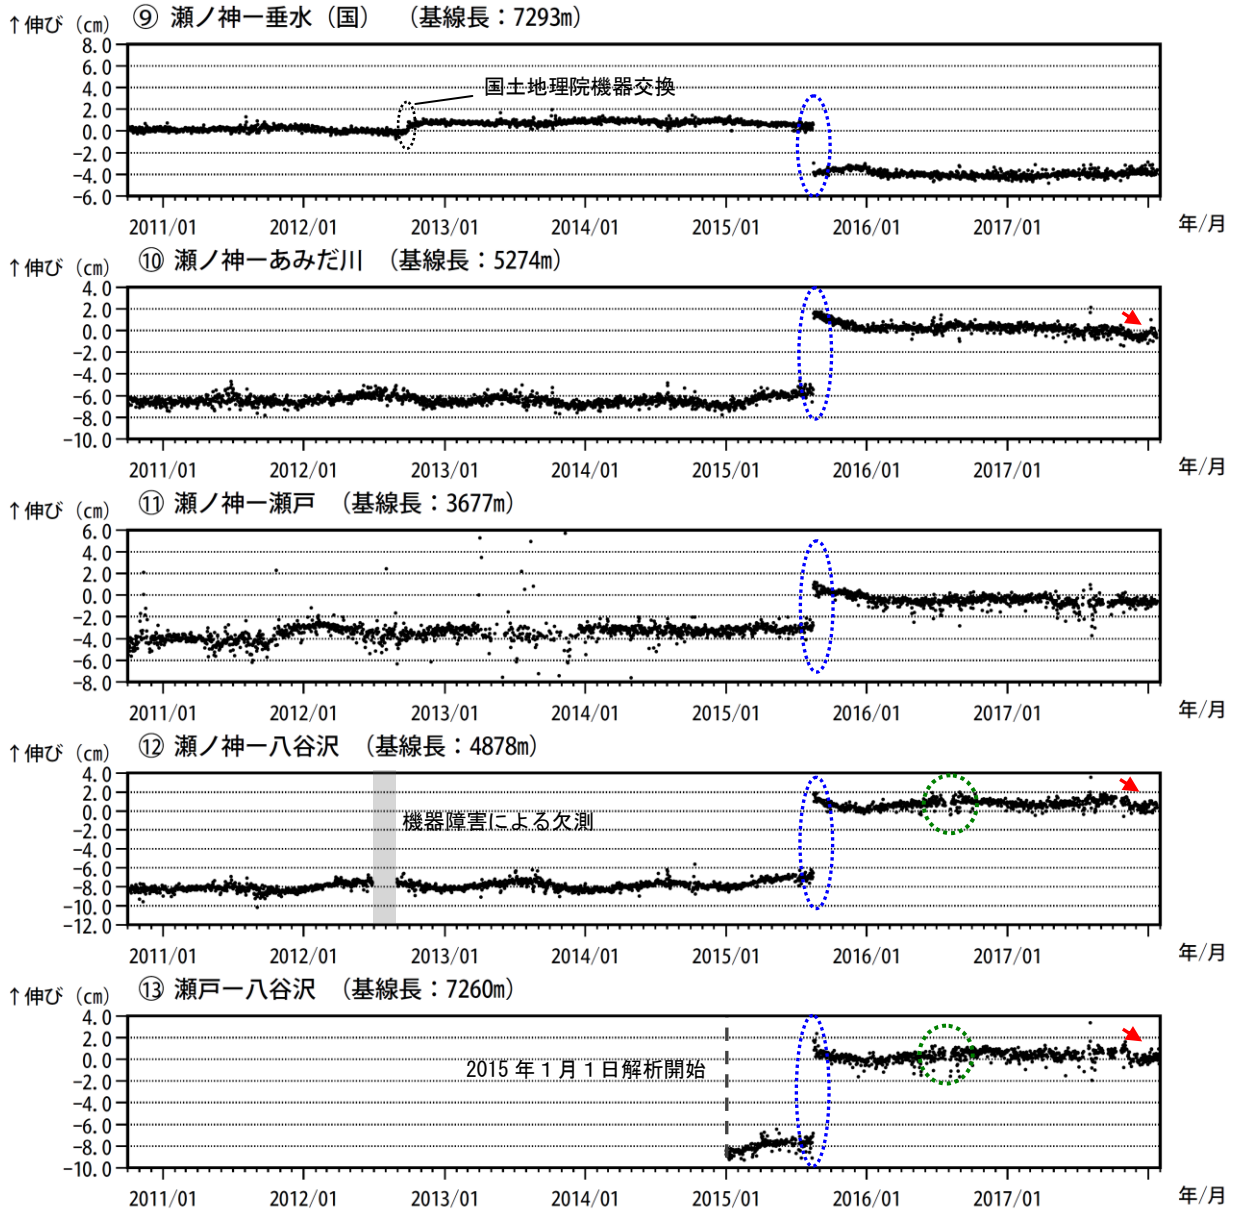 ⑨ 瀬ノ神ー垂水（国）　（基線長：7293m）
↑伸び（cm）
8.0
6.0
4.0
2.0
0.0
−2.0
−4.0
−6.0
国土地理院機器交換
2011/01 2012/01 2013/01 2014/01 2015/01 2016/01 2017/01 年/月
⑩ 瀬ノ神ーあみだ川　（基線長：5274m）
↑伸び（cm）
4.0
2.0
0.0
−2.0
−4.0
−6.0
−8.0
−10.0
2011/01 2012/01 2013/01 2014/01 2015/01 2016/01 2017/01 年/月
⑪ 瀬ノ神ー瀬戸　（基線長：3677m）
↑伸び（cm）
6.0
4.0
2.0
0.0
−2.0
−4.0
−6.0
−8.0
2011/01 2012/01 2013/01 2014/01 2015/01 2016/01 2017/01 年/月
⑫ 瀬ノ神ー八谷沢　（基線長：4878m）
↑伸び（cm）
4.0
2.0
0.0
−2.0
−4.0
−6.0
−8.0
−10.0
−12.0
機器障害による欠測
2011/01 2012/01 2013/01 2014/01 2015/01 2016/01 2017/01 年/月
⑬ 瀬戸ー八谷沢　（基線長：7260m）
↑伸び（cm）
4.0
2.0
0.0
−2.0
−4.0
−6.0
−8.0
−10.0
2015年１月１日解析開始
2011/01 2012/01 2013/01 2014/01 2015/01 2016/01 2017/01 年/月